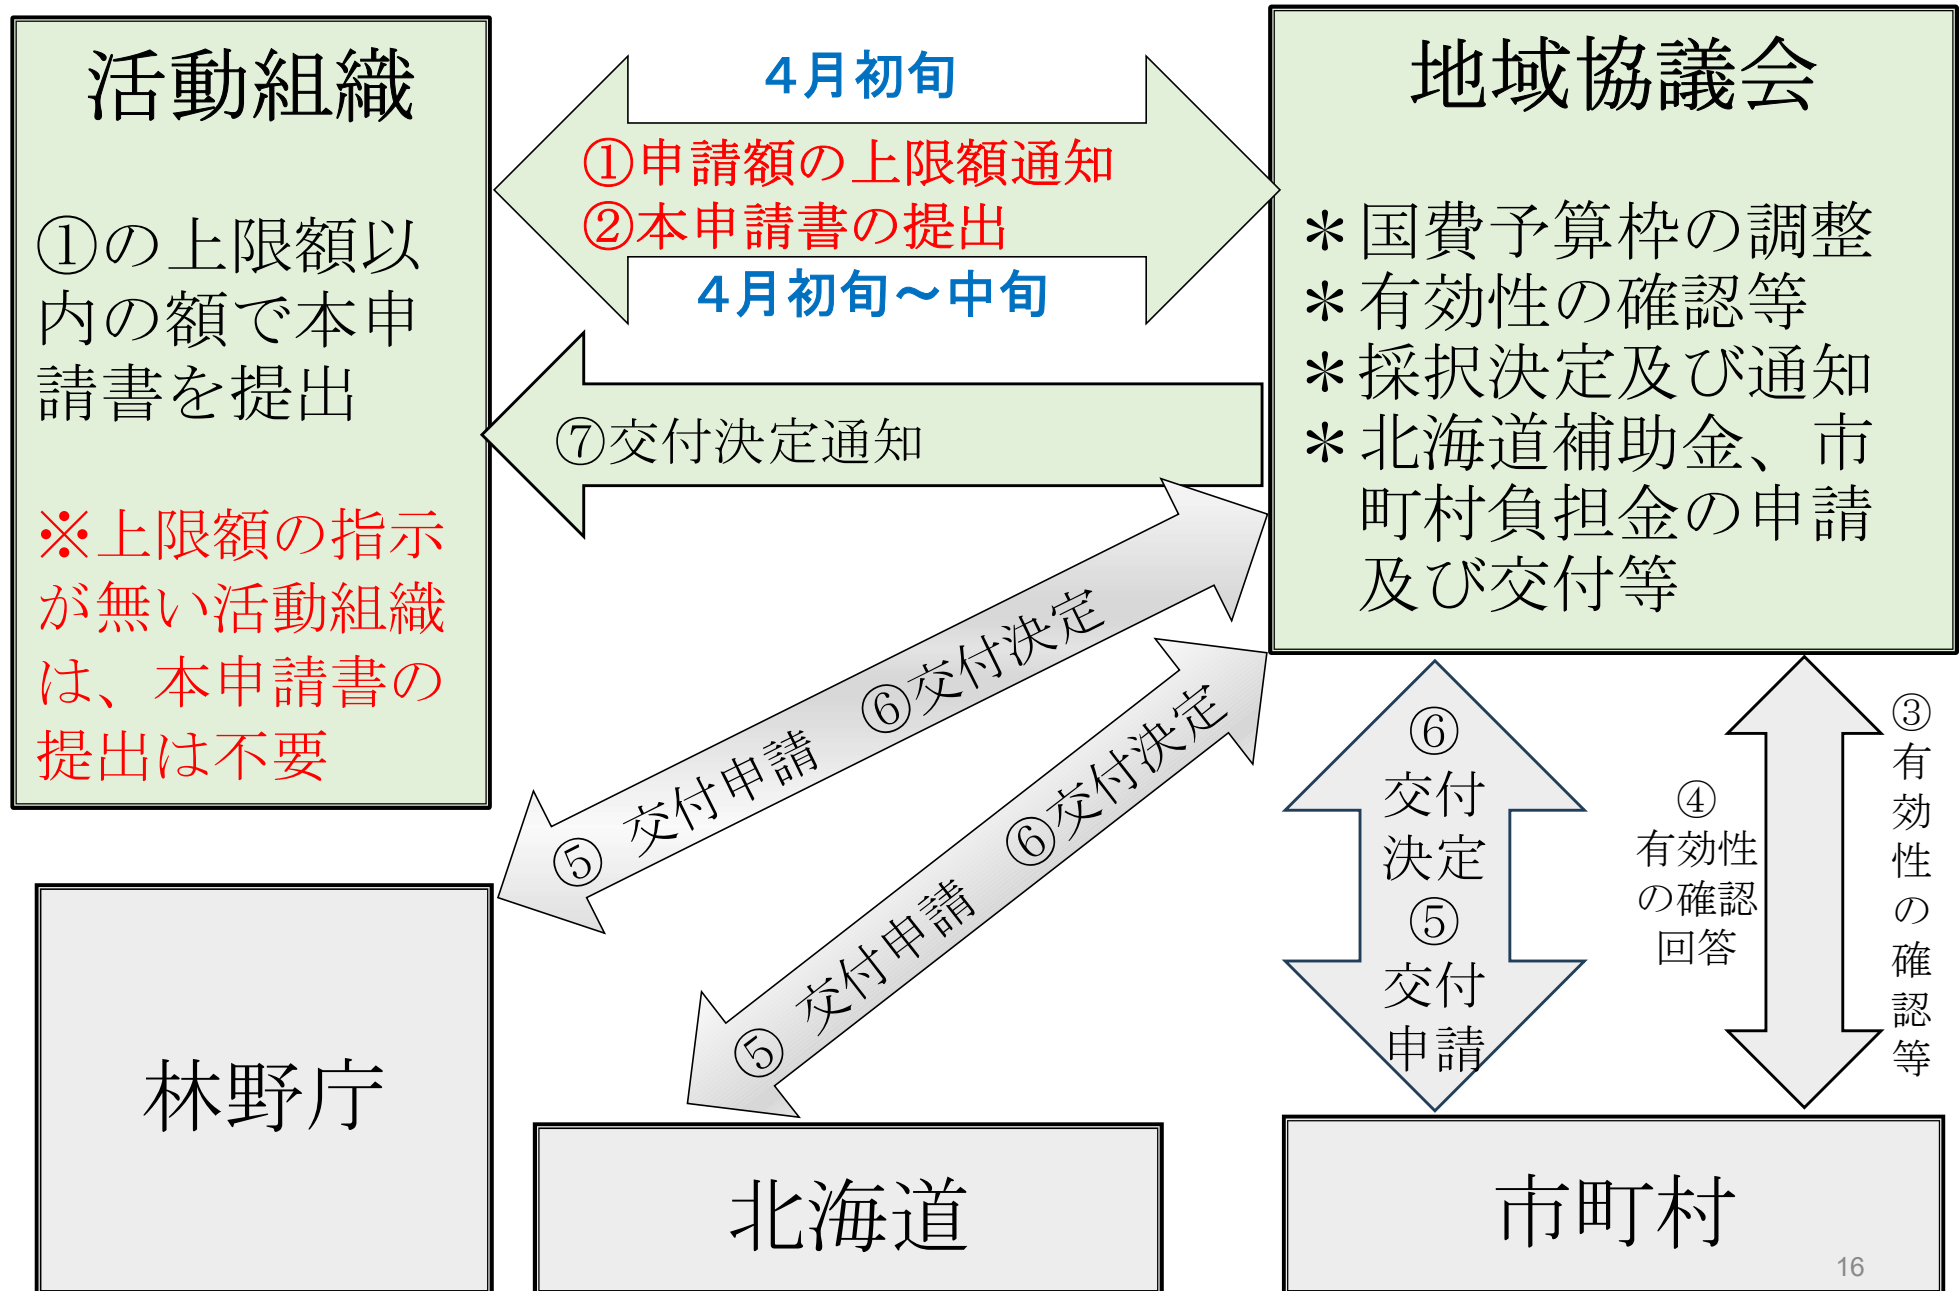 活動組織
①の上限額以
内の額で本申
請書を提出
※上限額の指示
が無い活動組織
は、本申請書の
提出は不要
４月初旬
①申請額の上限額通知
②本申請書の提出
４月初旬～中旬
⑦交付決定通知
地域協議会
＊国費予算枠の調整
＊有効性の確認等
＊採択決定及び通知
＊北海道補助金、市
町村負担金の申請
及び交付等
⑤ 交付申請　⑥交付決定
⑤ 交付申請　⑥交付決定
⑥
交付
決定
⑤
交付
申請
④
有効性
の確認
回答
③有効性の確認等
林野庁
北海道
市町村
16